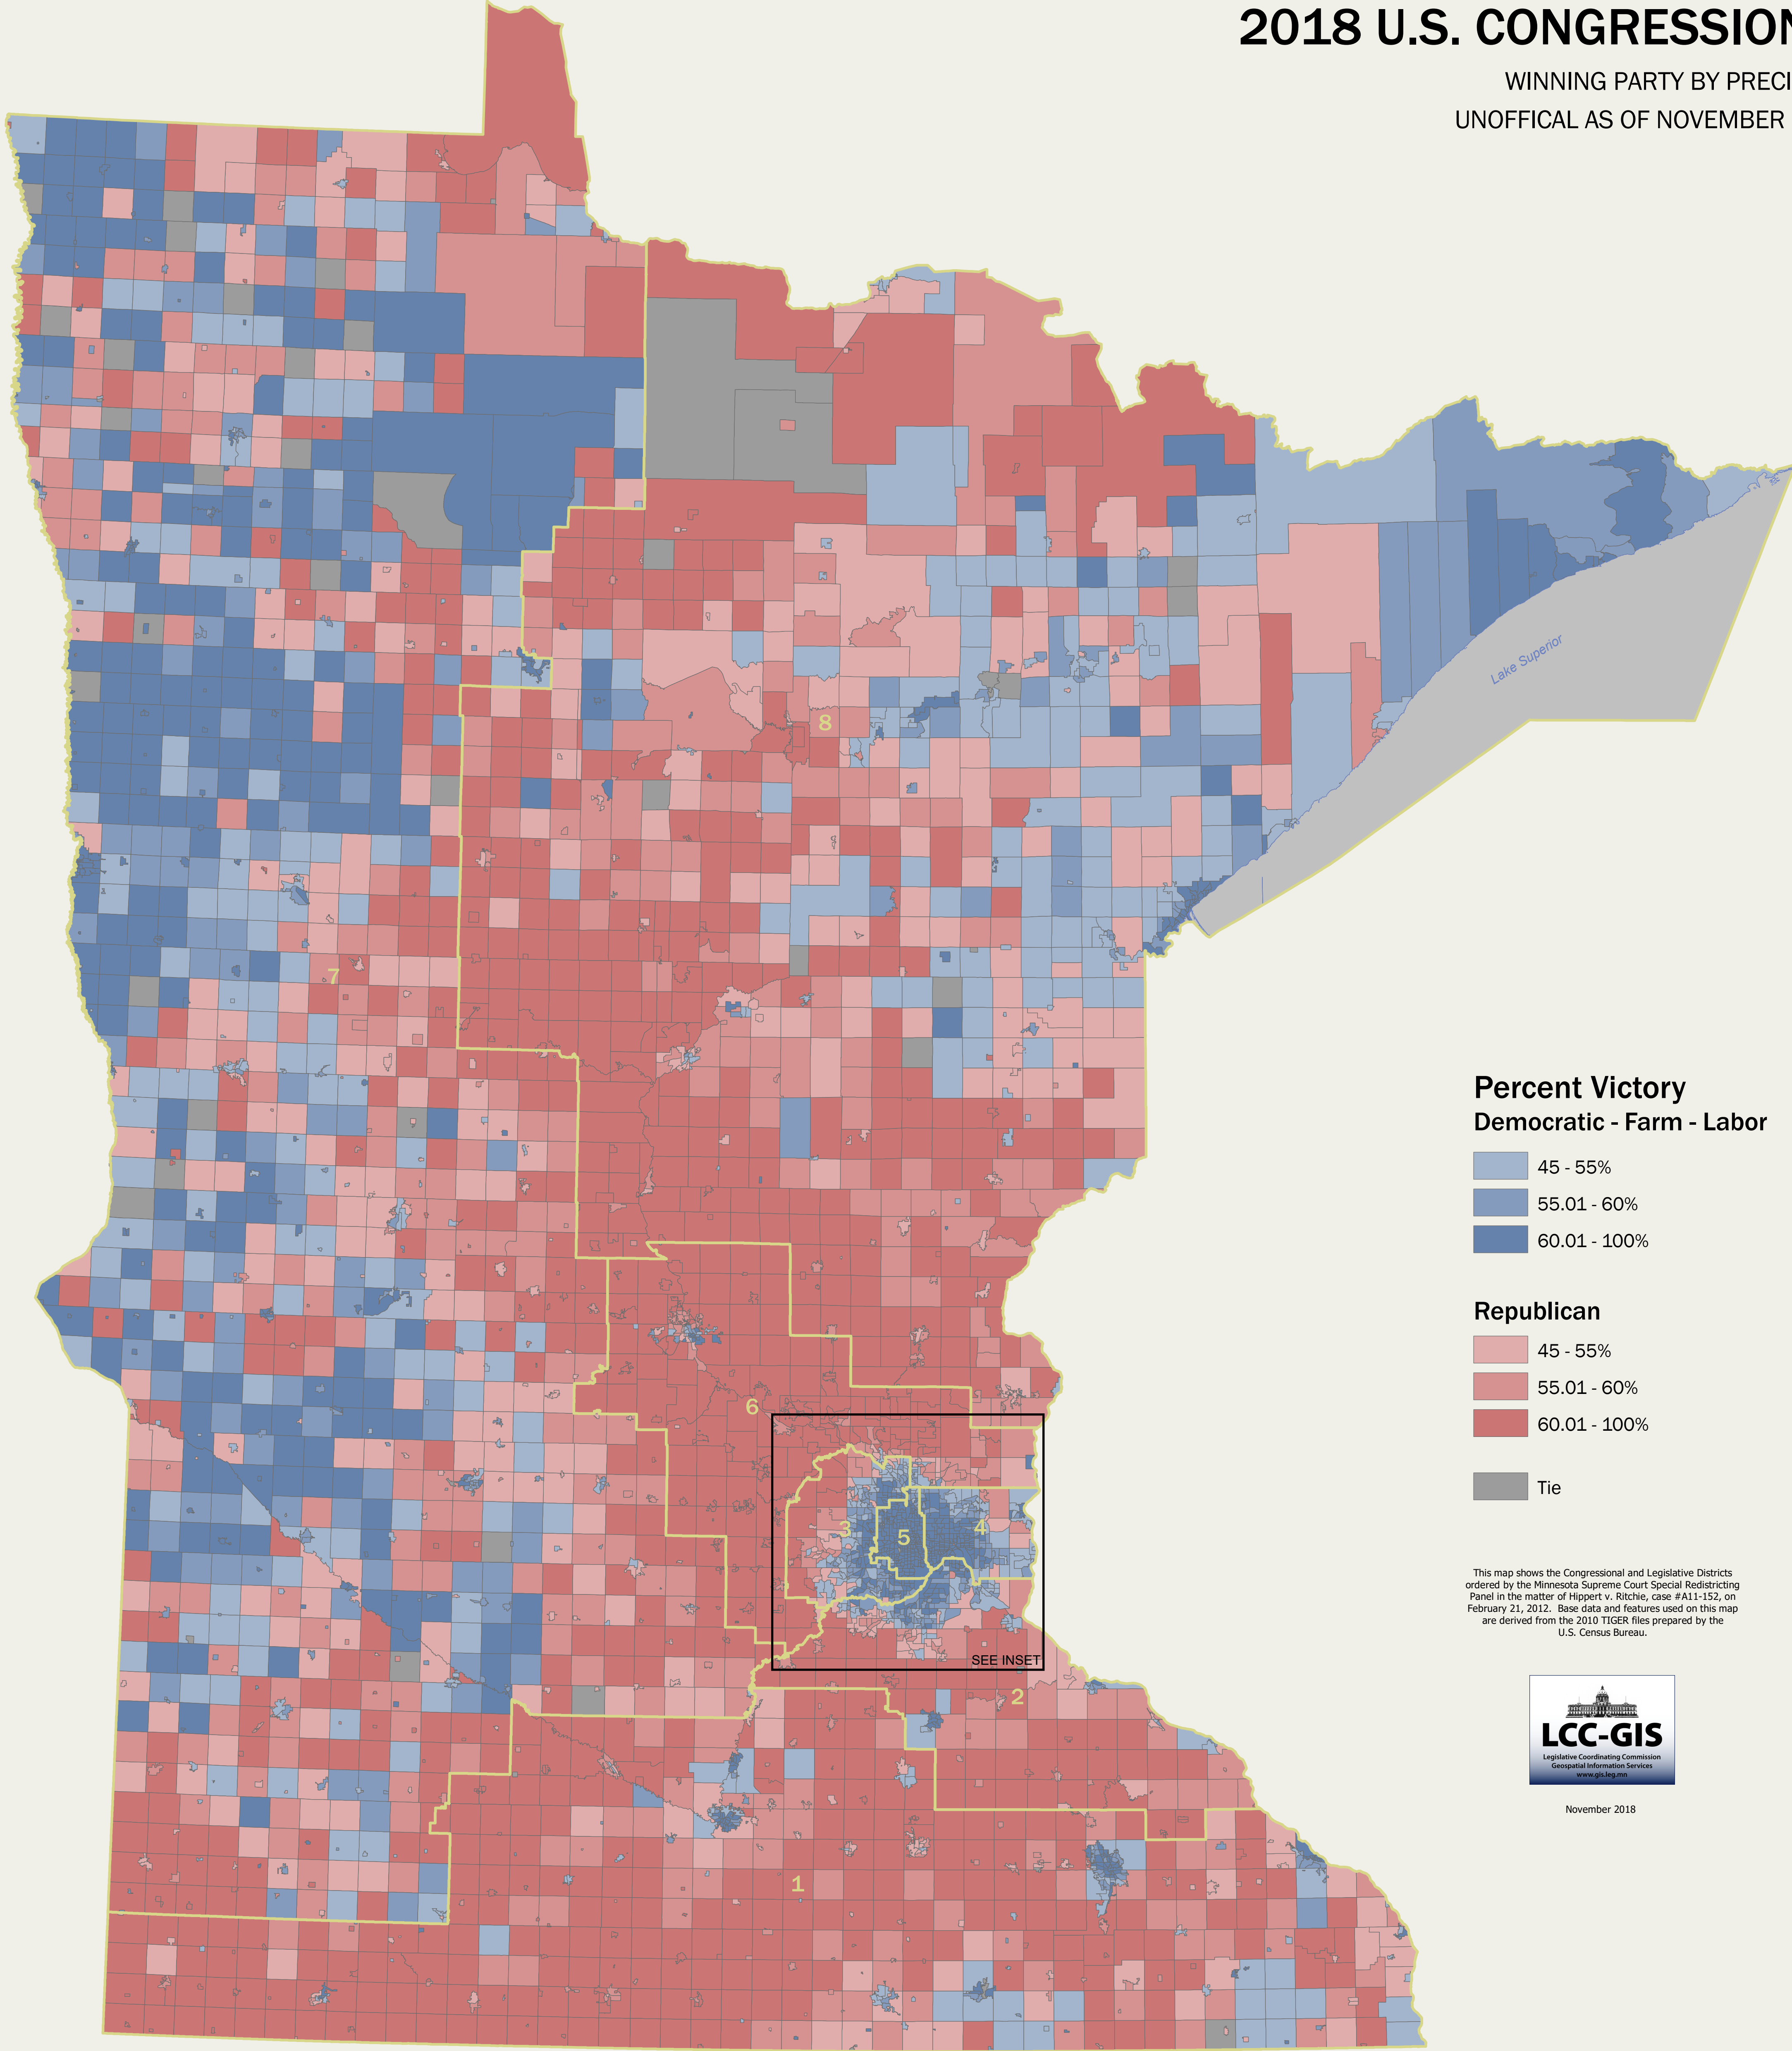 2018 U.S. CONGRESSION
WINNING PARTY BY PRECI
UNOFFICAL AS OF NOVEMBER
Lake Superior
8
7
Percent Victory
Democratic - Farm - Labor
45 - 55%
55.01 - 60%
60.01 - 100%
Republican
45 - 55%
55.01 - 60%
60.01 - 100%
Tie
6
3
5
4
SEE INSET
2
1
This map shows the Congressional and Legislative Districts
ordered by the Minnesota Supreme Court Special Redistricting
Panel in the matter of Hippert v. Ritchie, case #A11-152, on
February 21, 2012. Base data and features used on this map
are derived from the 2010 TIGER files prepared by the
U.S. Census Bureau.
LCC-GIS
Legislative Coordinating Commission
Geospatial Information Services
www.gis.leg.mn
November 2018